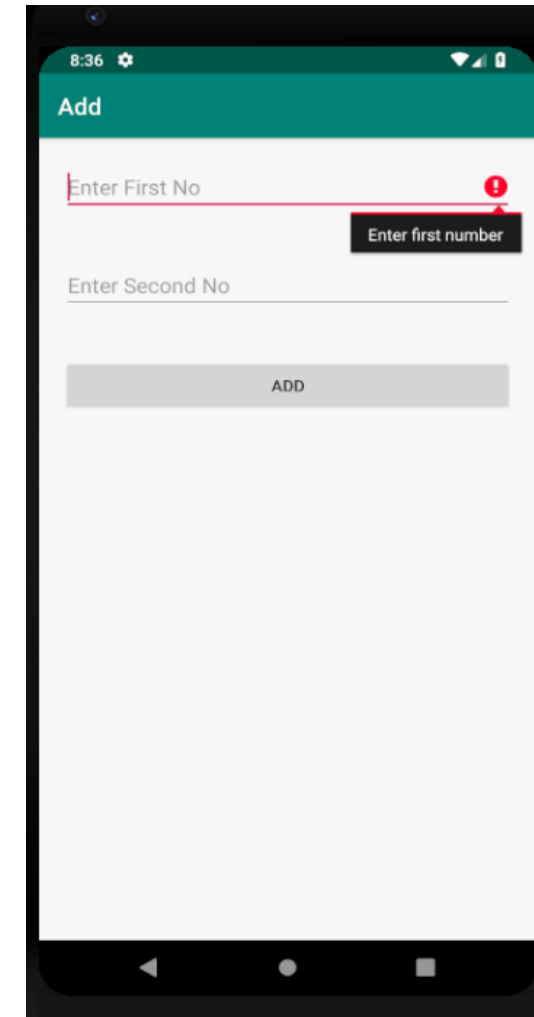 8:36
Add
Enter First No
Enter first number
Enter Second No
ADD